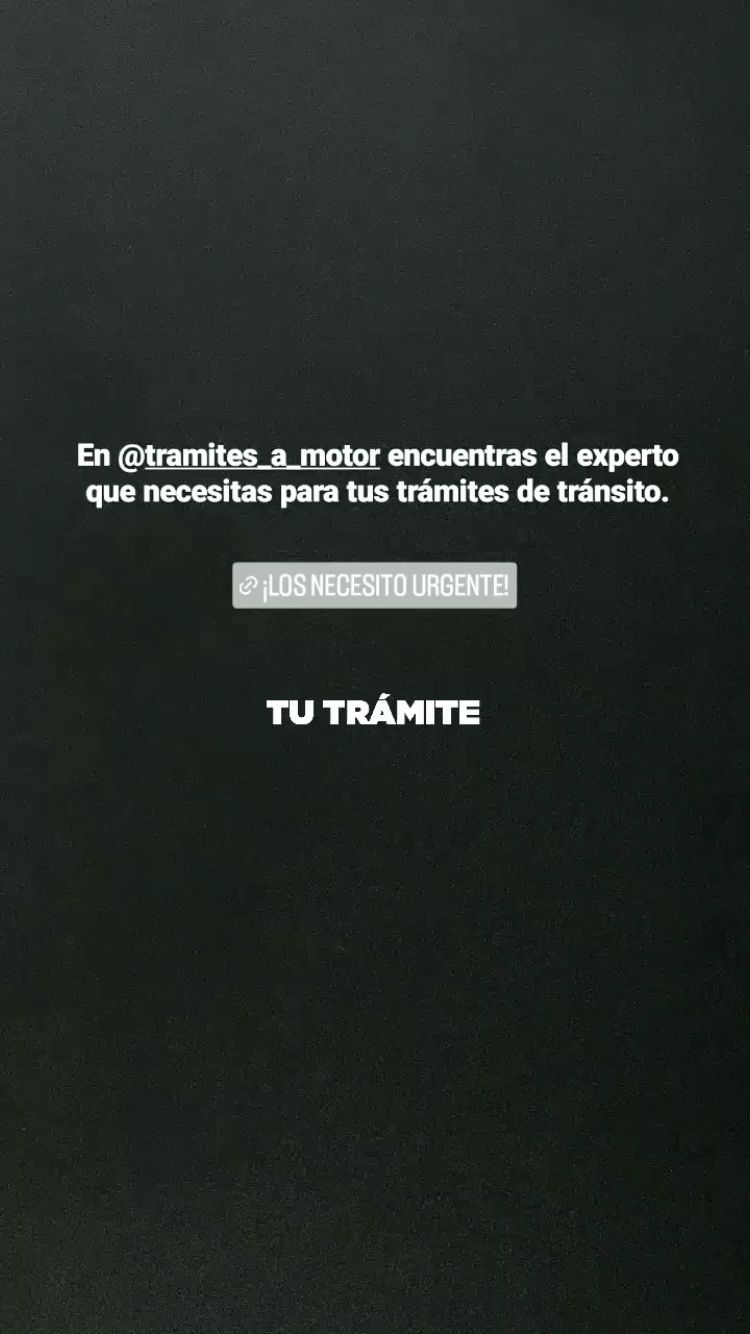 En @tramites_a_motor encuentras el experto
que necesitas para tus trámites de tránsito.
¡LOS NECESITO URGENTE!
TU TRÁMITE